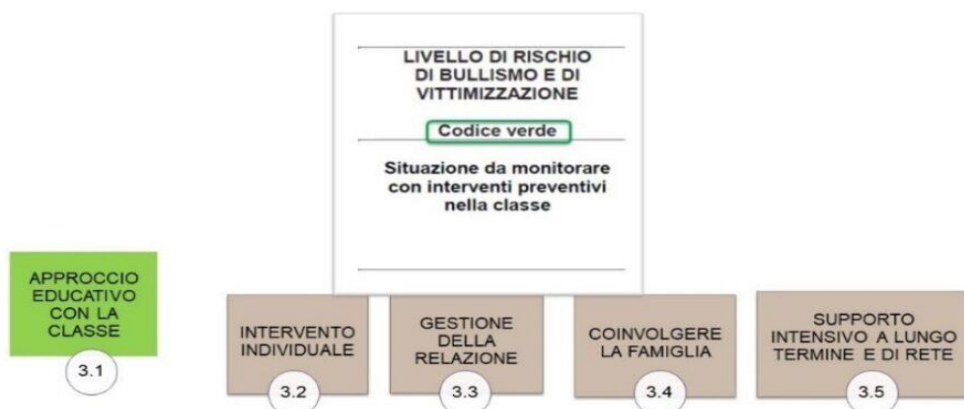 LIVELLO DI RISCHIO
DI BULLISMO E DI
VITTIMIZZAZIONE
Codice verde
Situazione da monitorare
con interventi preventivi
nella classe
APPROCCIO
EDUCATIVO
CON LA
CLASSE
3.1
INTERVENTO
INDIVIDUALE
3.2
GESTIONE
DELLA
RELAZIONE
3.3
COINVOLGERE
LA FAMIGLIA
3.4
SUPPORTO
INTENSIVO A LUNGO
TERMINE E DI RETE
3.5